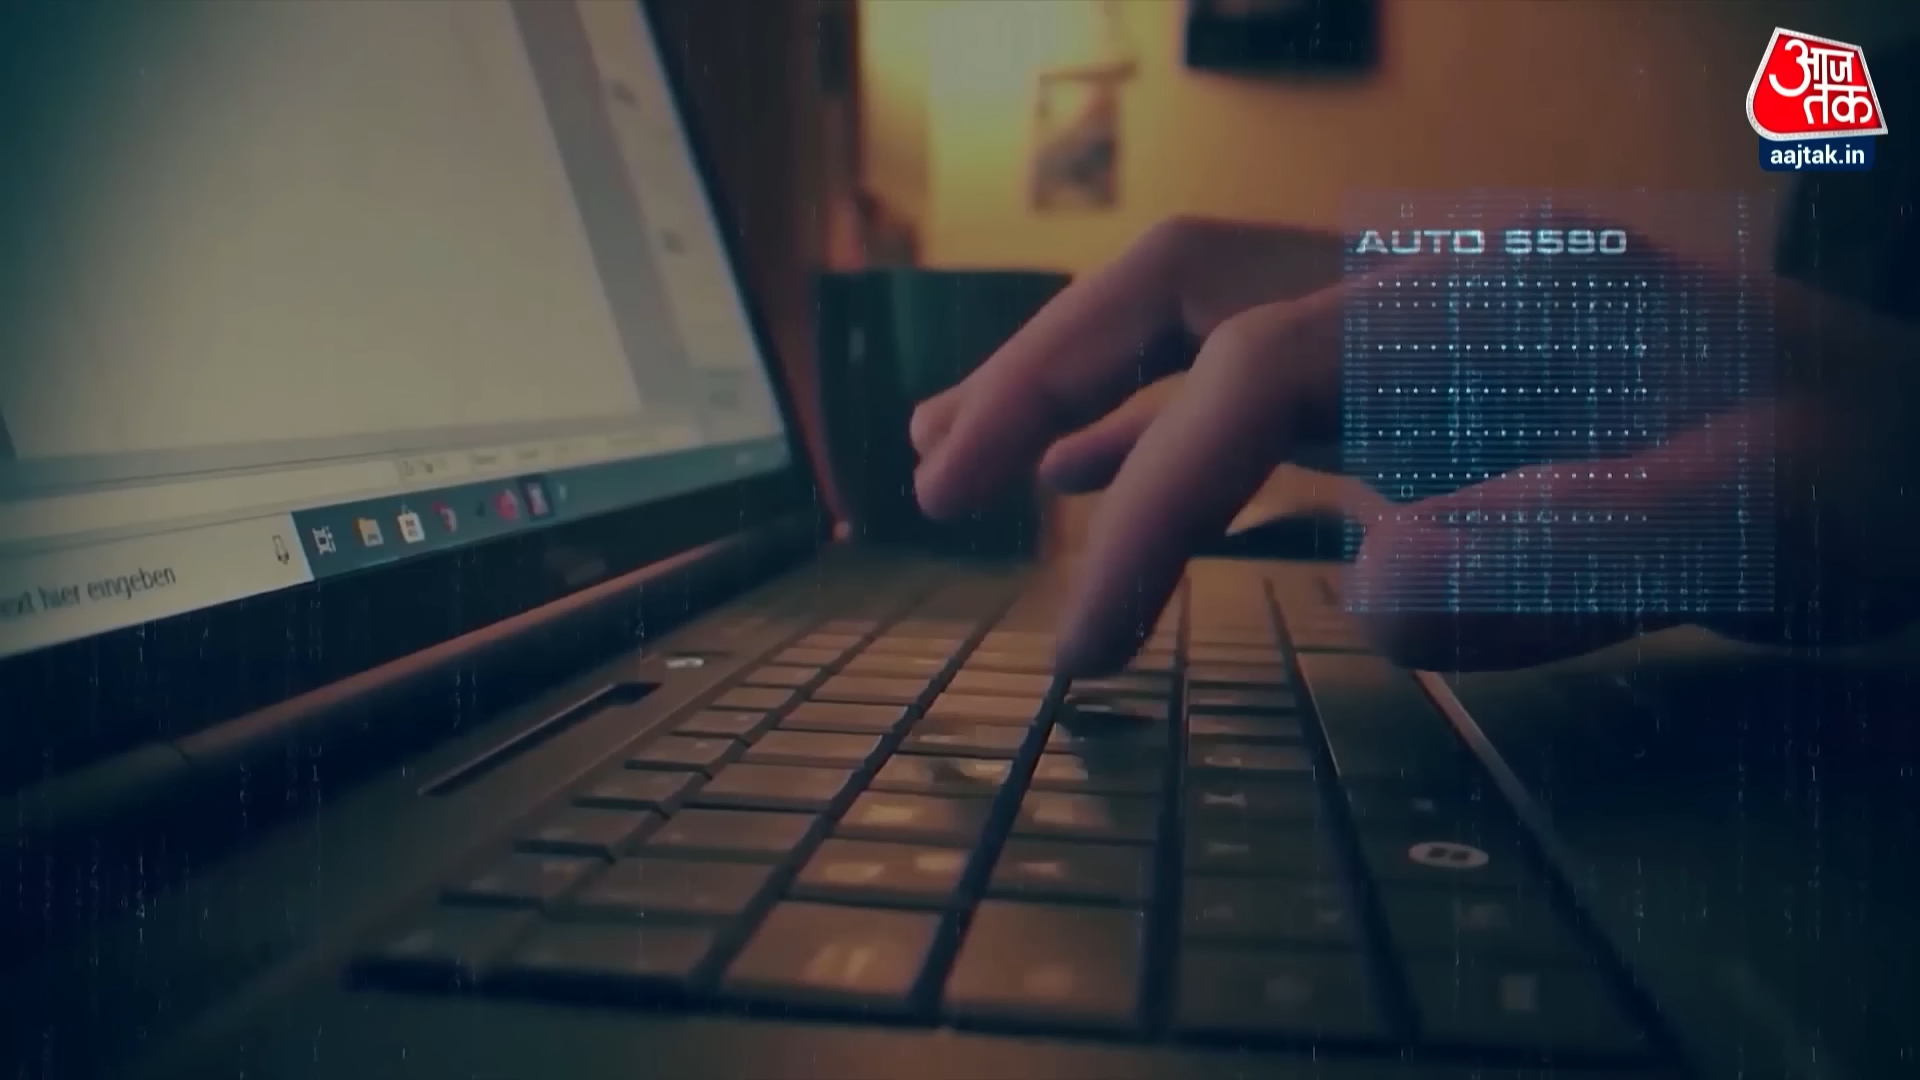 आज
तक
aajtak.in
AUTO 5590
ext hier eingeben